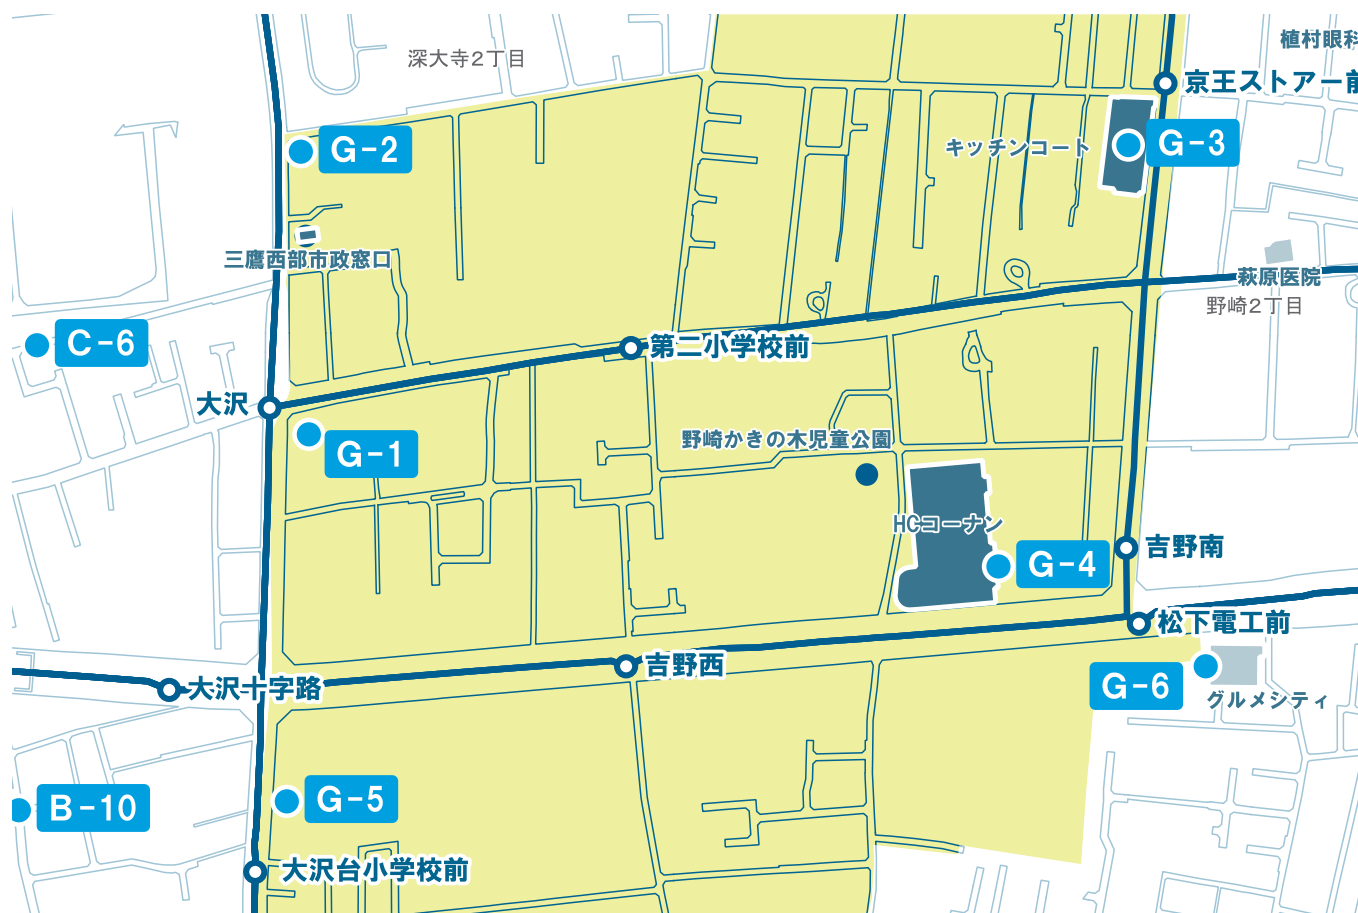 植村眼科
深大寺2丁目
京王ストアー前
G-2
G-3
キッチンコート
三鷹西部市政窓口
萩原医院
野崎2丁目
C-6
第二小学校前
大沢
G-1
野崎かきの木児童公園
HCコーナン
吉野南
G-4
松下電工前
吉野西
大沢十字路
G-6
グルメシティ
G-5
B-10
大沢台小学校前